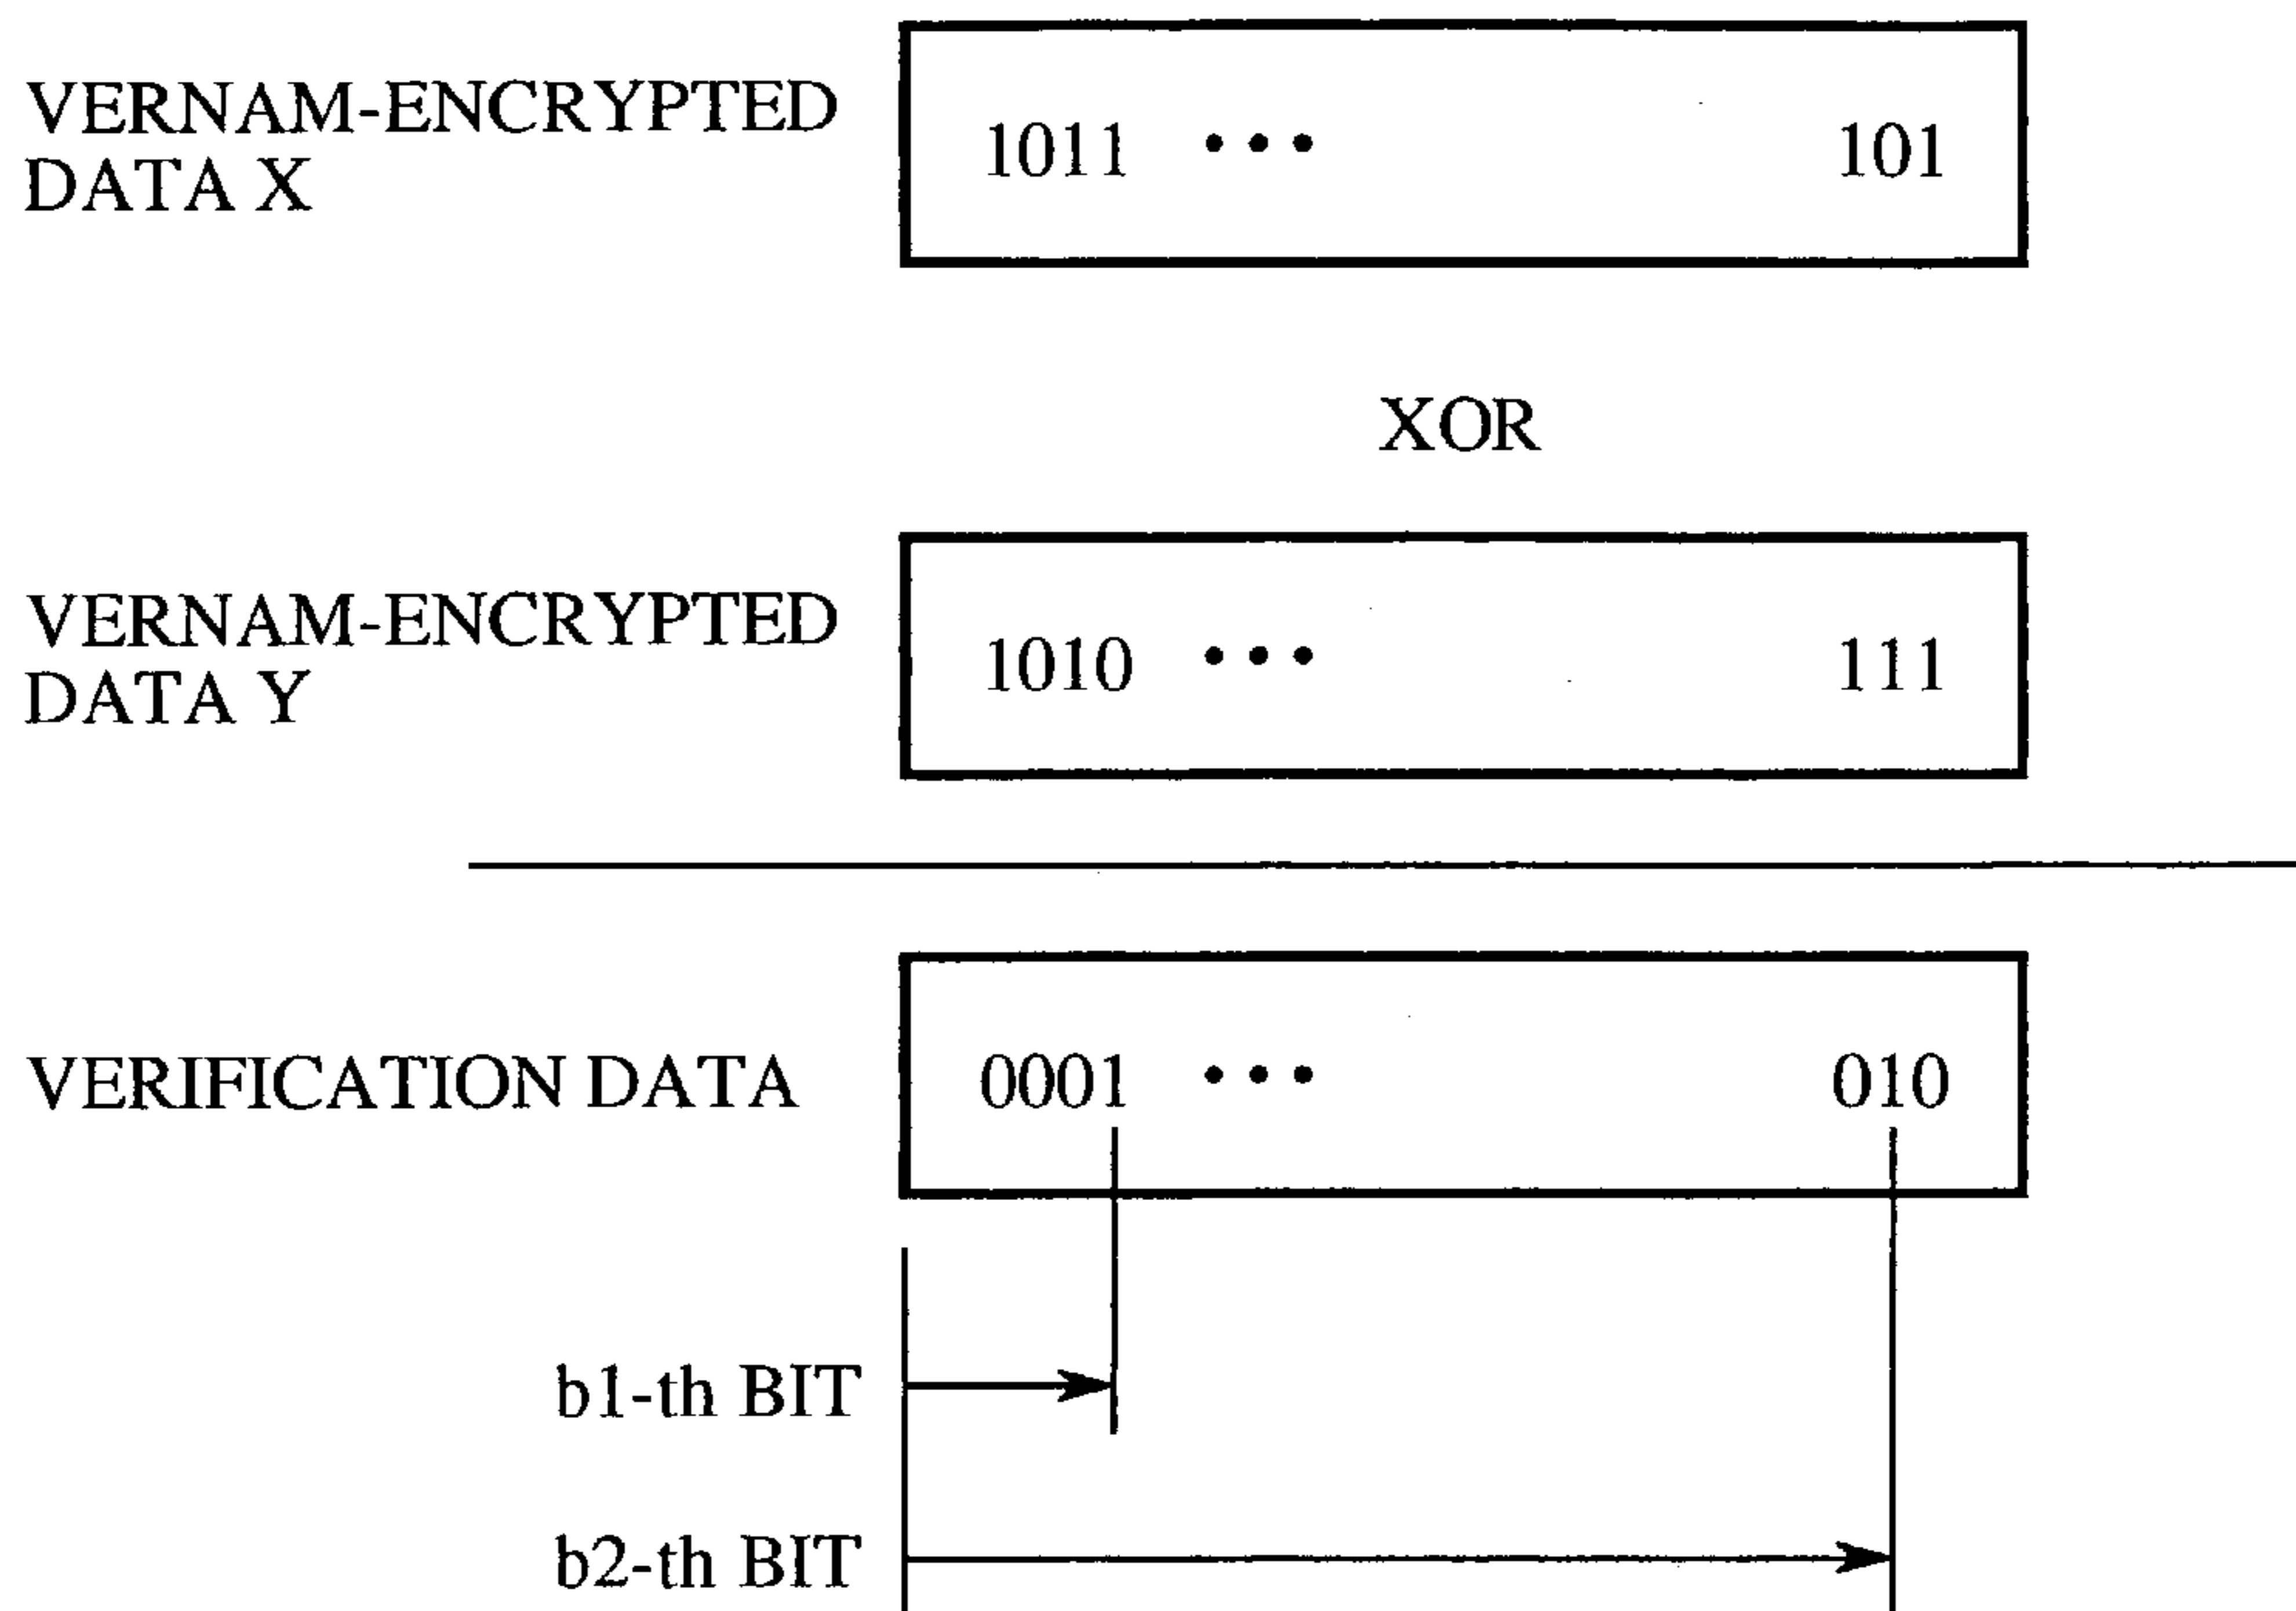 VERNAM-ENCRYPTED
DATA X
1011 • • • 101
XOR
VERNAM-ENCRYPTED
DATA Y
1010 • • • 111
VERIFICATION DATA
0001 • • • 010
b1-th BIT
b2-th BIT